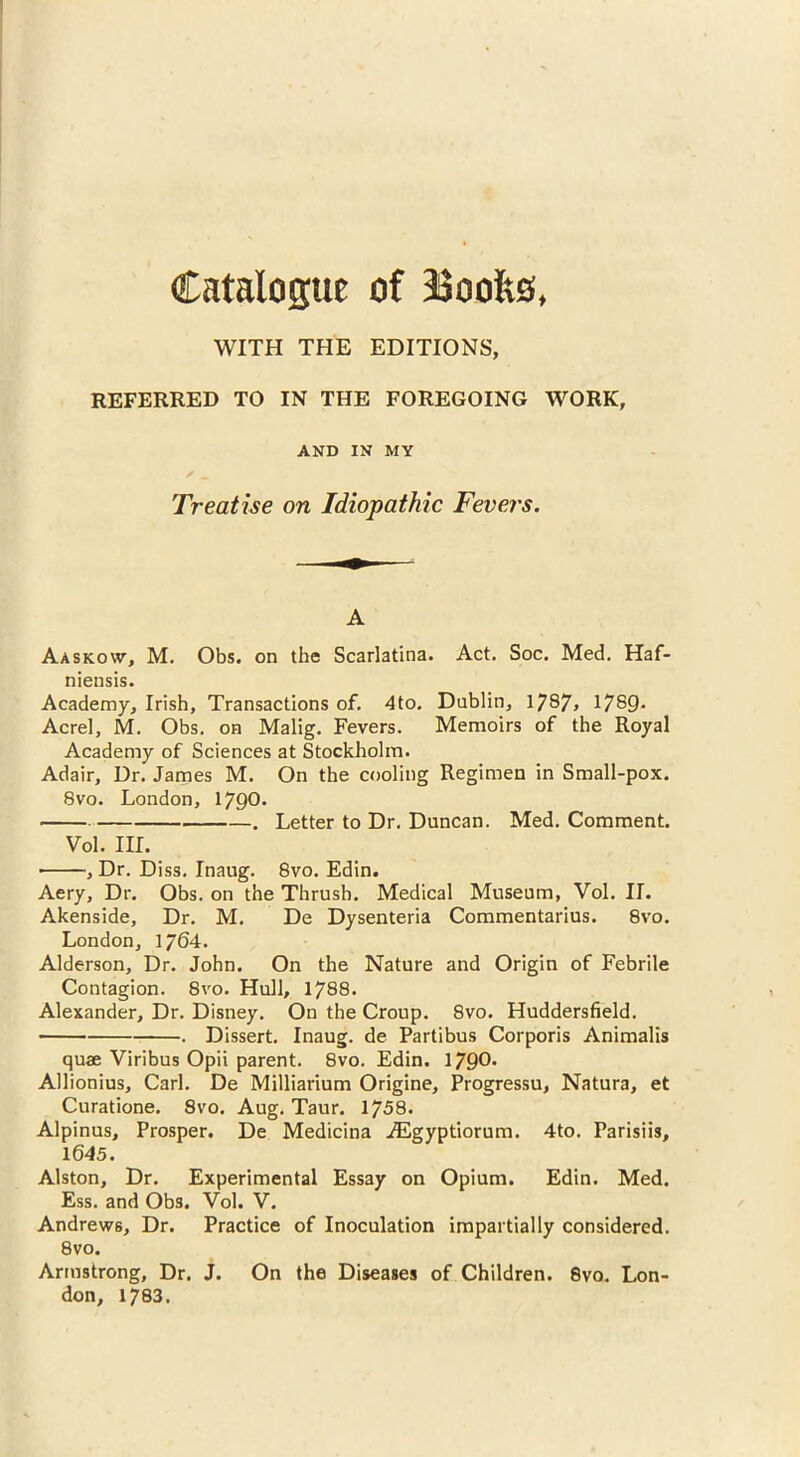 Catalogue of Books,
WITH THE EDITIONS,
REFERRED TO IN THE FOREGOING WORK,
AND IN MY
Treatise on Idiopathic Fevers.
A
Aaskow, M. Obs. on the Scarlatina. Act. Soc. Med. Haf-
niensis.
Academy, Irish, Transactions of. 4to. Dublin, 1787, 1789.
Acrel, M. Obs. on Malig. Fevers. Memoirs of the Royal
Academy of Sciences at Stockholm.
Adair, Dr. James M. On the cooling Regimen in Small-pox.
8vo. London, 1790.
—— ————. Letter to Dr. Duncan. Med. Comment.
Vol. III.
——, Dr. Diss. Inaug. 8vo. Edin.
Aery, Dr. Obs. on the Thrush. Medical Museum, Vol. II.
Akenside, Dr. M. De Dysenteria Commentarius. 8vo.
London, 1764.
Alderson, Dr. John. On the Nature and Origin of Febrile
Contagion. 8vo. Hull, 1788.
Alexander, Dr. Disney. On the Croup. 8vo. Huddersfield.
—— ————. Dissert. Inaug. de Partibus Corporis Animalis
quæ Viribus Opii parent. 8vo. Edin. 1790.
Allionius, Carl. De Milliarium Origine, Progressu, Natura, et
Curatione. 8vo. Aug. Taur. 1758.
Alpinus, Prosper. De Medicina Ægyptiorum. 4to. Parisiis,
1645.
Alston, Dr. Experimental Essay on Opium. Edin. Med.
Ess. and Obs. Vol. V.
Andrews, Dr. Practice of Inoculation impartially considered.
8vo.
Armstrong, Dr. J. On the Diseases of Children. 8vo. Lon-
don, 1783.